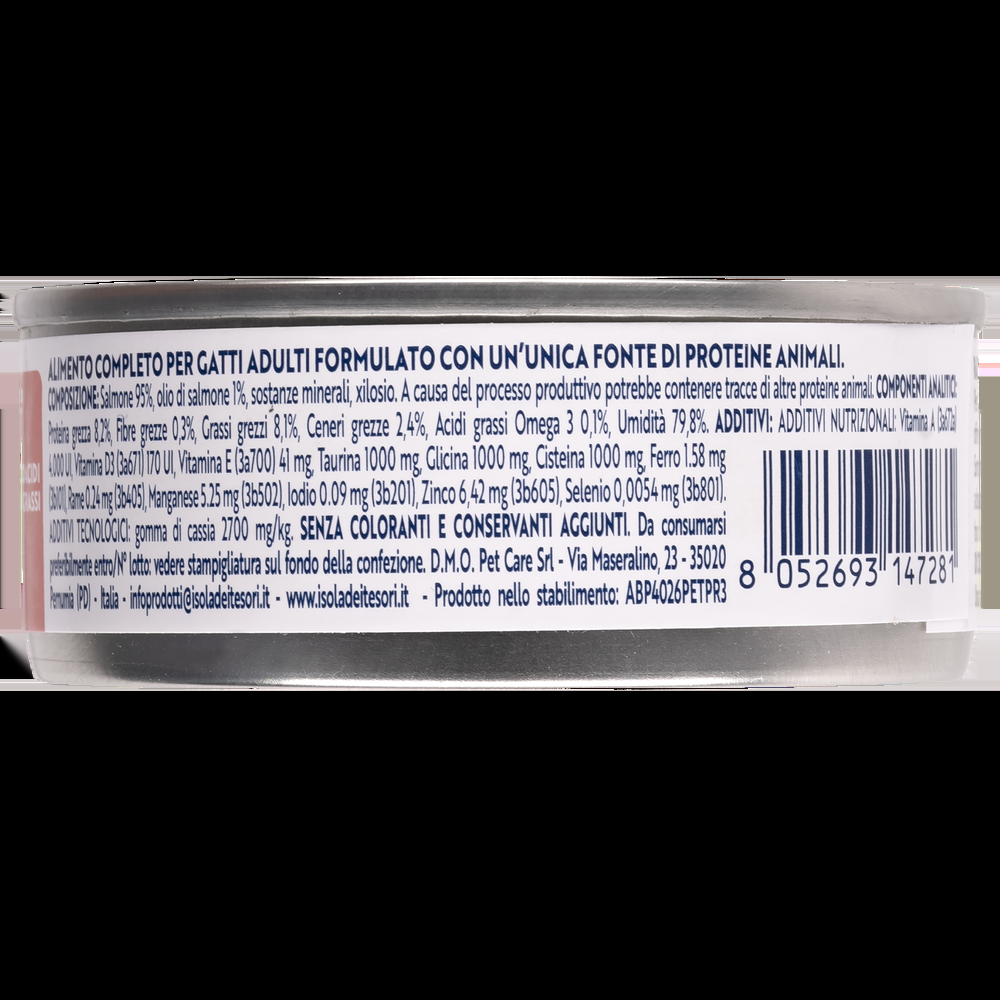 ALIMENTO COMPLETO PER GATTI ADULTI FORMULATO CON UN'UNICA FONTE DI PROTEINE ANIMALI.
COMPOSIZIONE: Salmone 95%, olio di salmone 1%, sostanze minerali, xilosio. A causa del processo produttivo potrebbe contenere tracce di altre proteine animali. COMPONENTI ANALITICI:
Proteina grezza 8,2%, Fibre grezze 0,3%, Grassi grezzi 8,1%, Ceneri grezze 2,4%, Acidi grassi Omega 3 0,1%, Umidità 79,8%. ADDITIVI: ADDITIVI NUTRIZIONALI: Vitamina A (3a672a)
4.000 UI, Vitamina D3 (3a671) 170 UI, Vitamina E (3a700) 41 mg, Taurina 1000 mg, Glicina 1000 mg, Cisteina 1000 mg, Ferro 1.58 mg
(3b101), Rame 0.24 mg (3b405), Manganese 5.25 mg (3b502), Iodio 0.09 mg (3b201), Zinco 6,42 mg (3b605), Selenio 0,0054 mg (3b801).
ADDITIVI TECNOLOGICI: gomma di cassia 2700 mg/kg. SENZA COLORANTI E CONSERVANTI AGGIUNTI. Da consumarsi
preferibilmente entro/N° lotto: vedere stampigliatura sul fondo della confezione. D.M.O. Pet Care Srl - Via Maseralino, 23 - 35020
Pernumia (PD) - Italia - infoprodotti@isoladeitesori.it - www.isoladeitesori.it - Prodotto nello stabilimento: ABP4026PETPR3
8 052693 147281